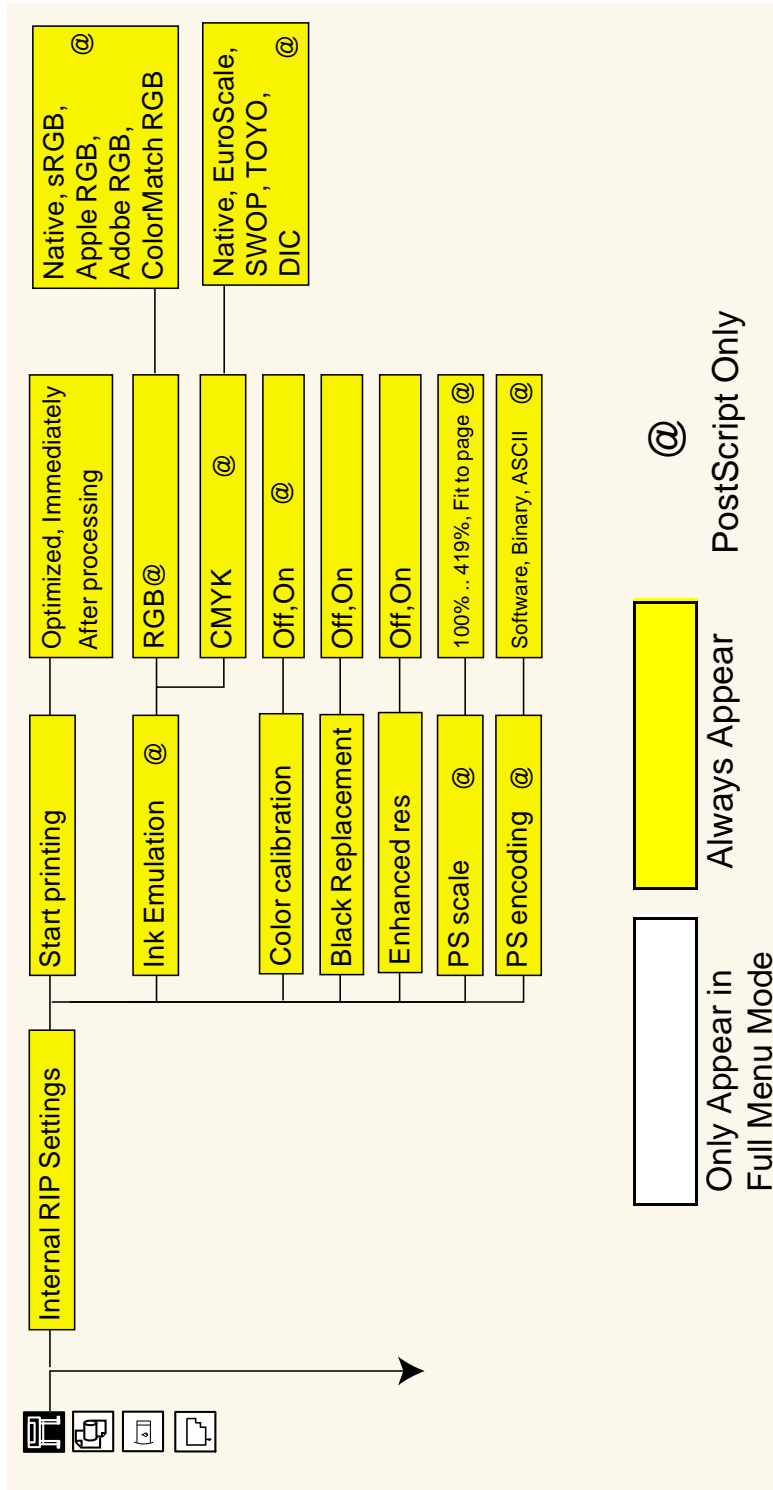 Internal RIP Settings
Start printing
Optimized, Immediately
After processing
Ink Emulation @
RGB@
Native, sRGB,
Apple RGB, @
Adobe RGB,
ColorMatch RGB
CMYK @
Native, EuroScale,
SWOP, TOYO,
DIC @
Color calibration
Off,On @
Black Replacement
Off,On
Enhanced res
Off,On
PS scale @
100% .. 419%, Fit to page @
PS encoding @
Software, Binary, ASCII @
Only Appear in
Full Menu Mode
Always Appear
@
PostScript Only